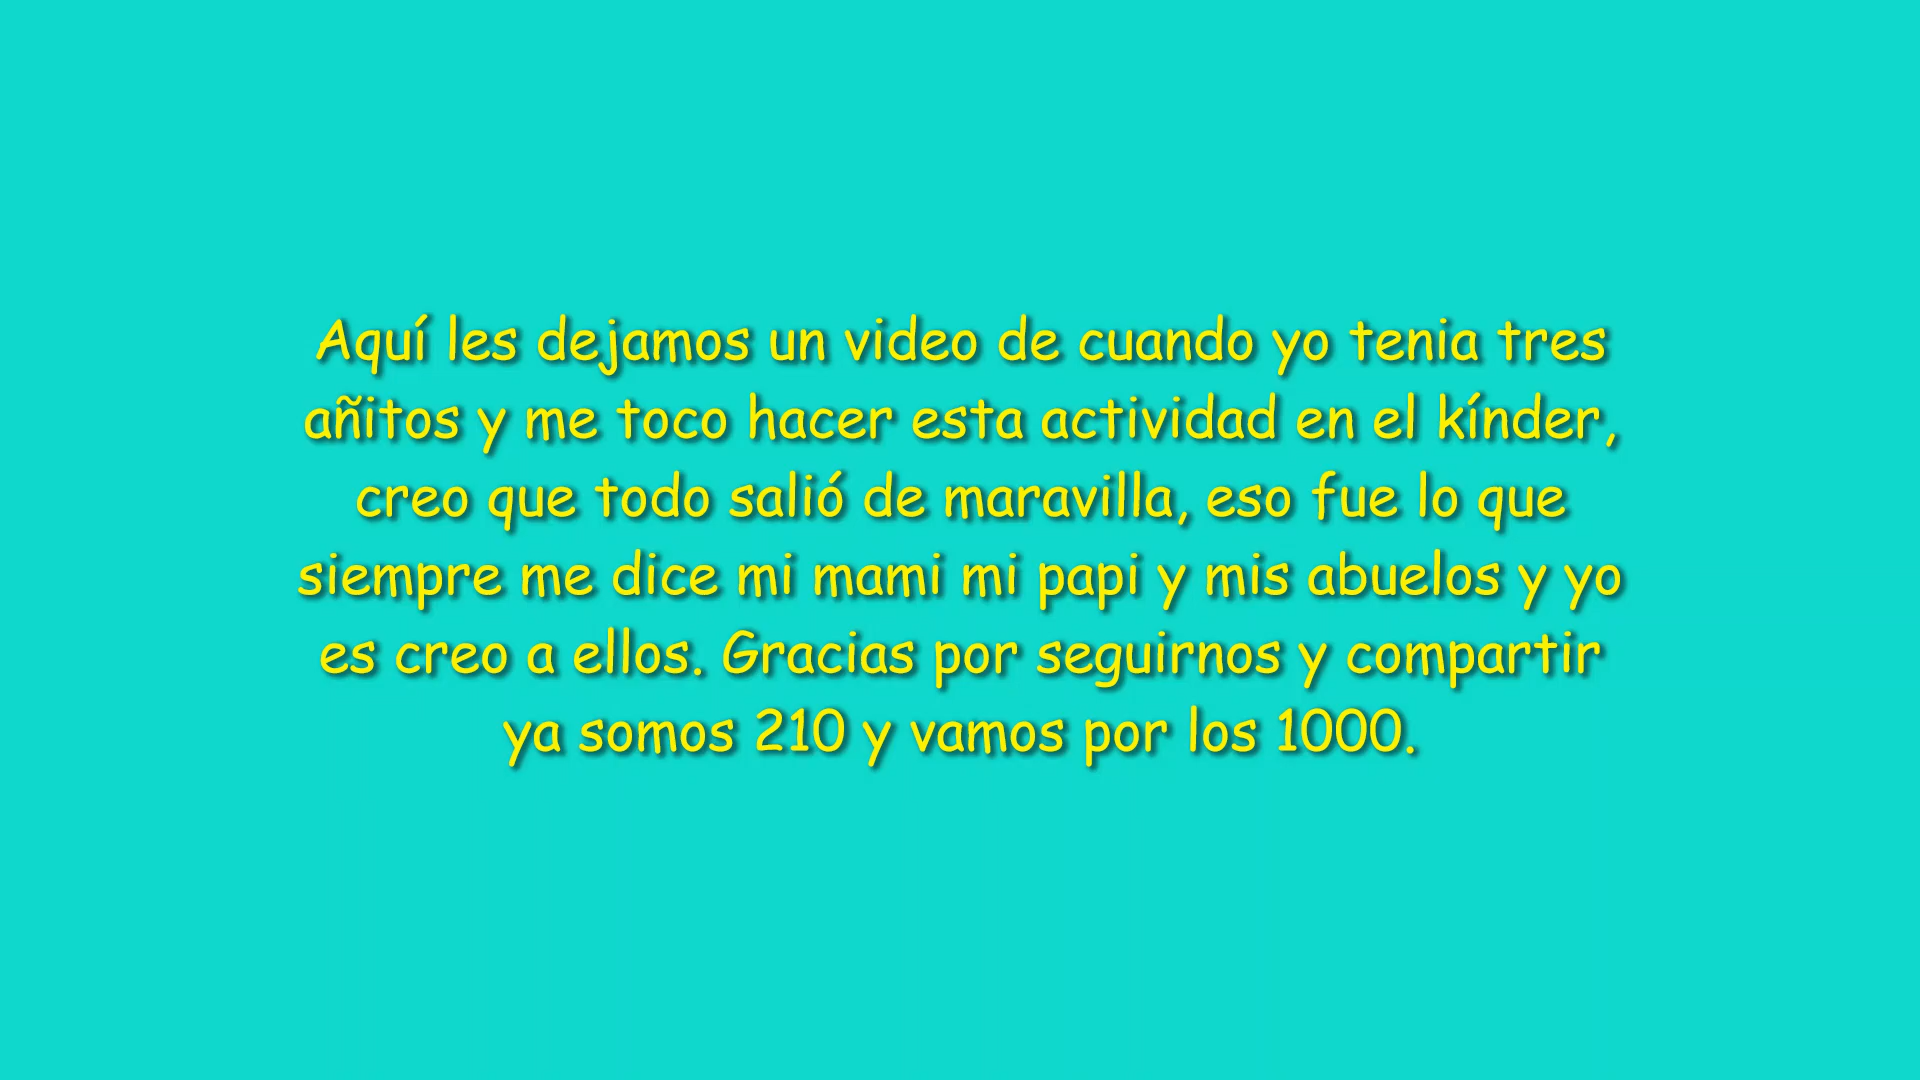 Aquí les dejamos un video de cuando yo tenia tres
añitos y me toco hacer esta actividad en el kínder,
creo que todo salió de maravilla, eso fue lo que
siempre me dice mi mami mi papi y mis abuelos y yo
es creo a ellos. Gracias por seguirnos y compartir
ya somos 210 y vamos por los 1000.